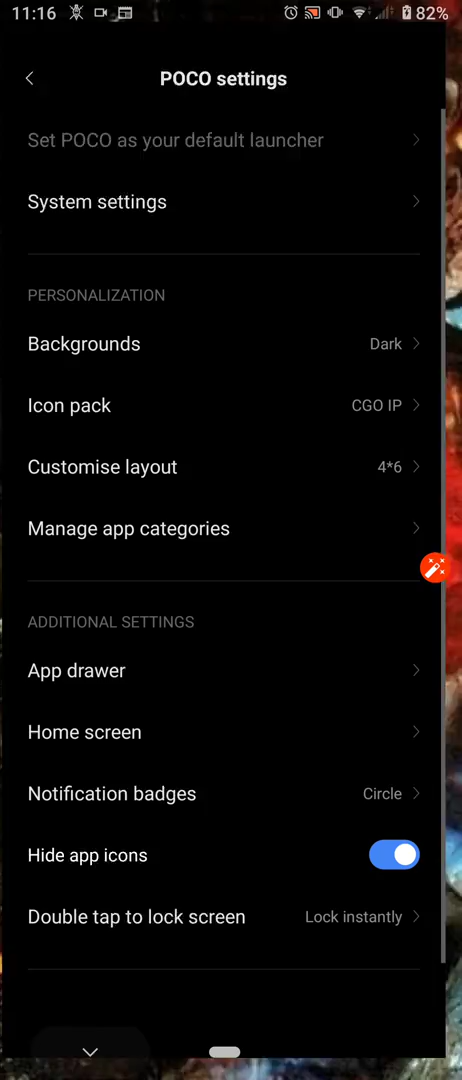 11:16
82%
POCO settings
Set POCO as your default launcher
System settings
PERSONALIZATION
Backgrounds Dark
Icon pack CGO IP
Customise layout 4*6
Manage app categories
ADDITIONAL SETTINGS
App drawer
Home screen
Notification badges Circle
Hide app icons
Double tap to lock screen Lock instantly